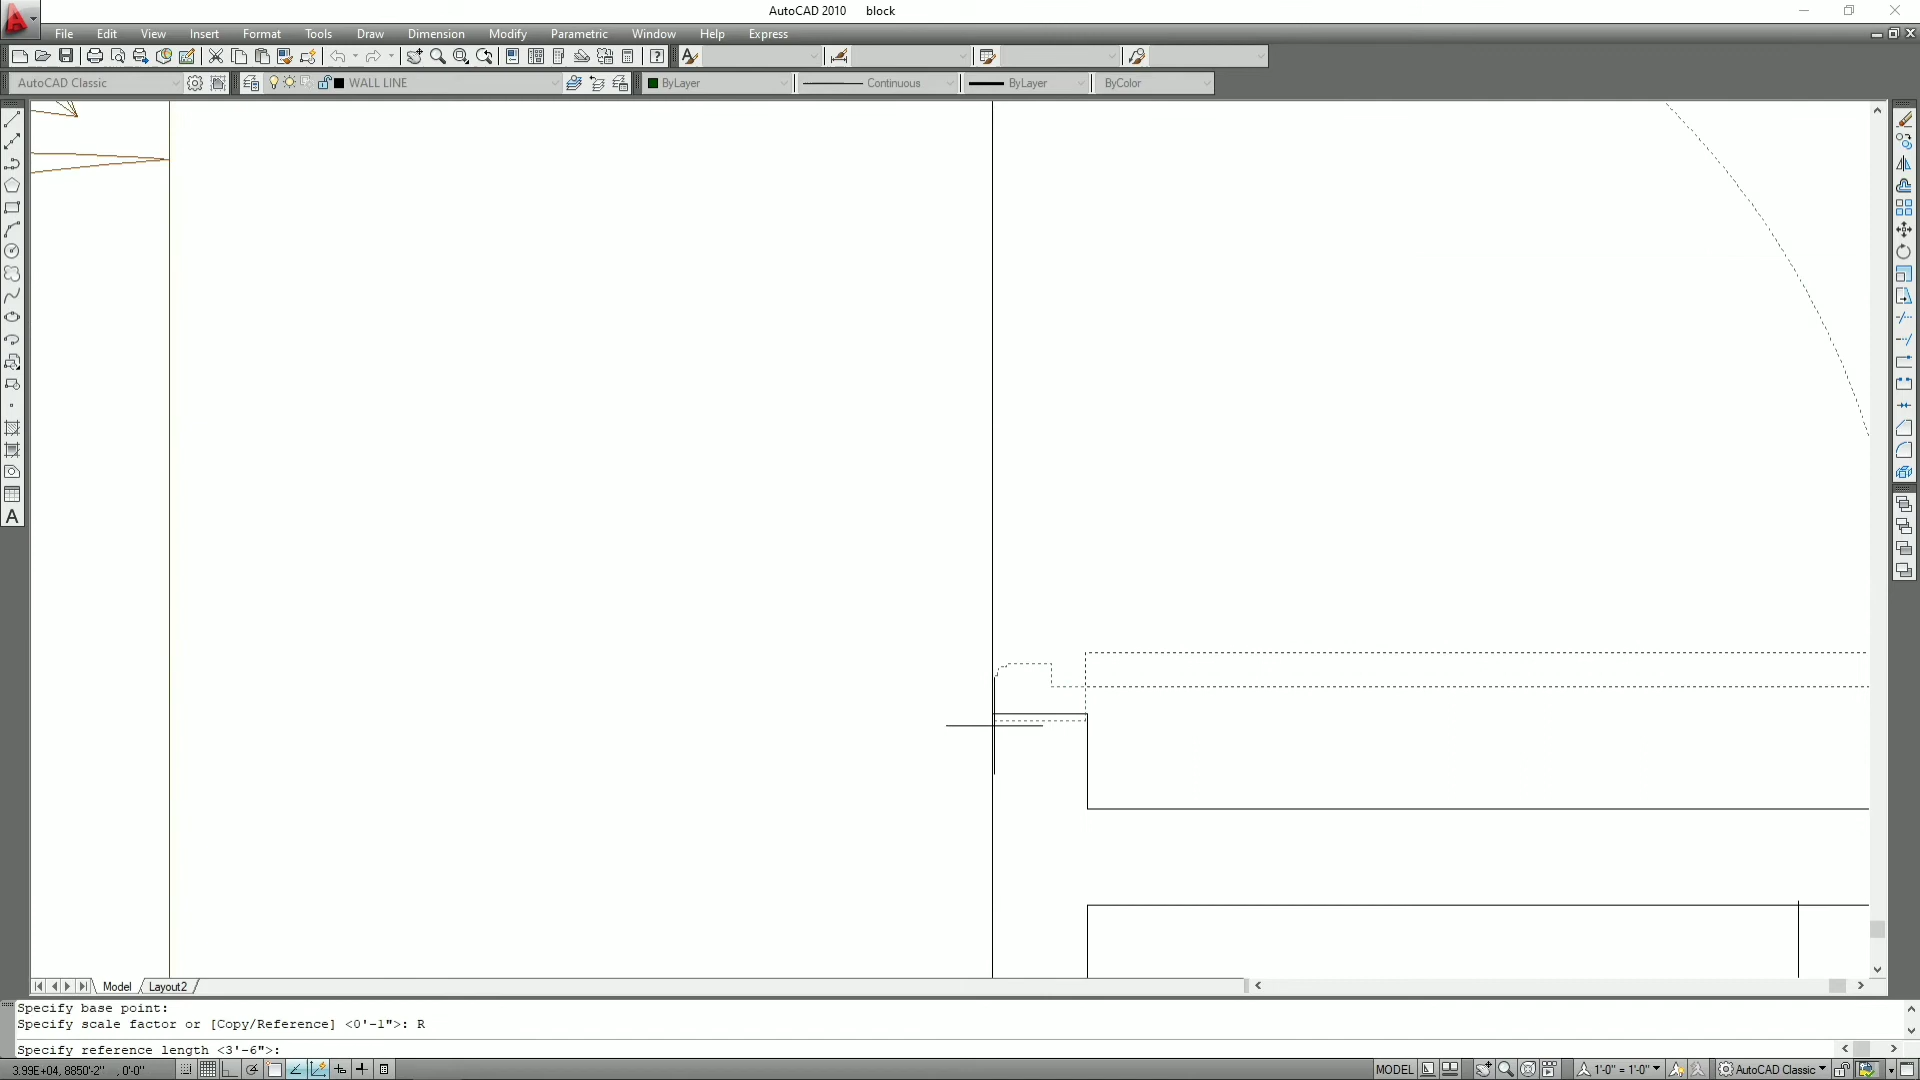 AutoCAD 2010 block
File Edit View Insert Format Tools Draw Dimension Modify Parametric Window Help Express
AutoCAD Classic WALL LINE ByLayer Continuous ByLayer ByColor
A
Model Layout2
Specify base point:
Specify scale factor or [Copy/Reference] <0'-1">: R
Specify reference length <3'-6">:
3.99E+04, 8850'-2" , 0'-0" MODEL 1'-0" = 1'-0" AutoCAD Classic